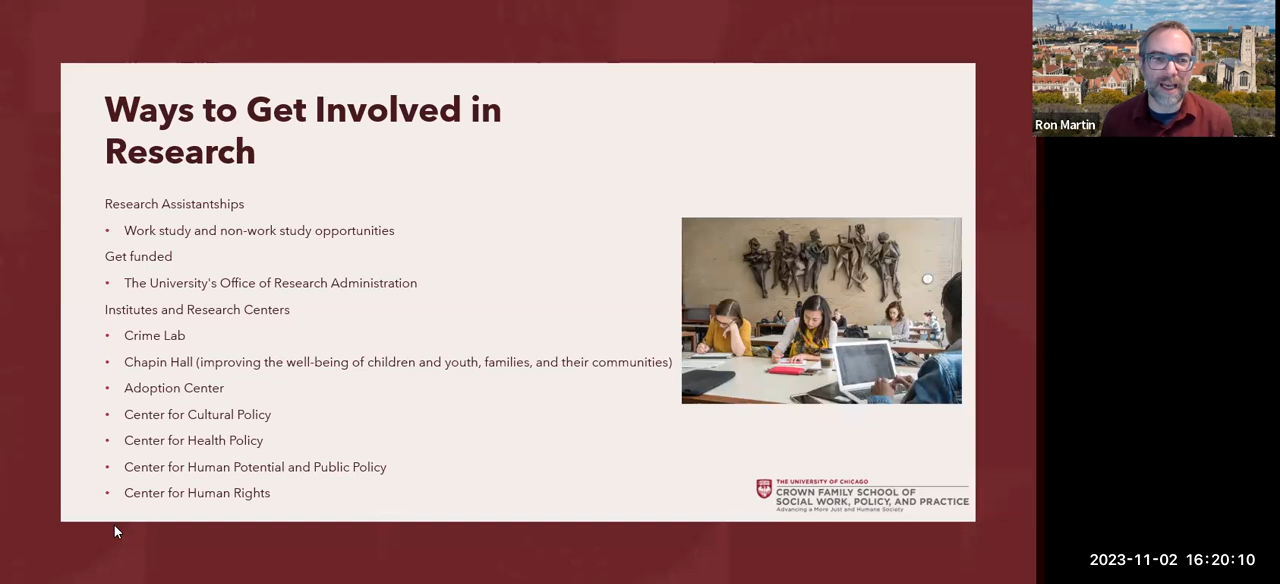 Ways to Get Involved in
Research
Research Assistantships
• Work study and non-work study opportunities
Get funded
• The University's Office of Research Administration
Institutes and Research Centers
• Crime Lab
• Chapin Hall (improving the well-being of children and youth, families, and their communities)
• Adoption Center
• Center for Cultural Policy
• Center for Health Policy
• Center for Human Potential and Public Policy
• Center for Human Rights
THE UNIVERSITY OF CHICAGO
CROWN FAMILY SCHOOL OF
SOCIAL WORK, POLICY, AND PRACTICE
Advancing a More Just and Humane Society
Ron Martin
2023-11-02 16:20:10